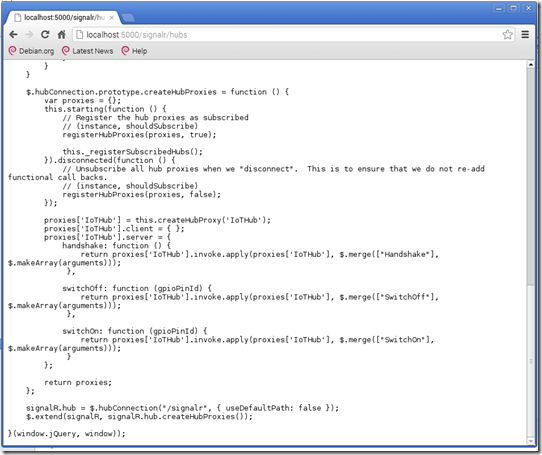 localhost:5000/signalr/hu
localhost:5000/signalr/hubs
Debian.org Latest News Help
}
}
$.hubConnection.prototype.createHubProxies = function () {
var proxies = {};
this.starting(function () {
// Register the hub proxies as subscribed
// (instance, shouldSubscribe)
registerHubProxies(proxies, true);
this._registerSubscribedHubs();
}).disconnected(function () {
// Unsubscribe all hub proxies when we "disconnect".  This is to ensure that we do not re-add
functional call backs.
// (instance, shouldSubscribe)
registerHubProxies(proxies, false);
});
proxies['IoTHub'] = this.createHubProxy('IoTHub');
proxies['IoTHub'].client = { };
proxies['IoTHub'].server = {
handshake: function () {
return proxies['IoTHub'].invoke.apply(proxies['IoTHub'], $.merge(["Handshake"],
$.makeArray(arguments)));
},
switchOff: function (gpioPinId) {
return proxies['IoTHub'].invoke.apply(proxies['IoTHub'], $.merge(["SwitchOff"],
$.makeArray(arguments)));
},
switchOn: function (gpioPinId) {
return proxies['IoTHub'].invoke.apply(proxies['IoTHub'], $.merge(["SwitchOn"],
$.makeArray(arguments)));
}
};
return proxies;
};
signalR.hub = $.hubConnection("/signalr", { useDefaultPath: false });
$.extend(signalR, signalR.hub.createHubProxies());
}(window.jQuery, window));